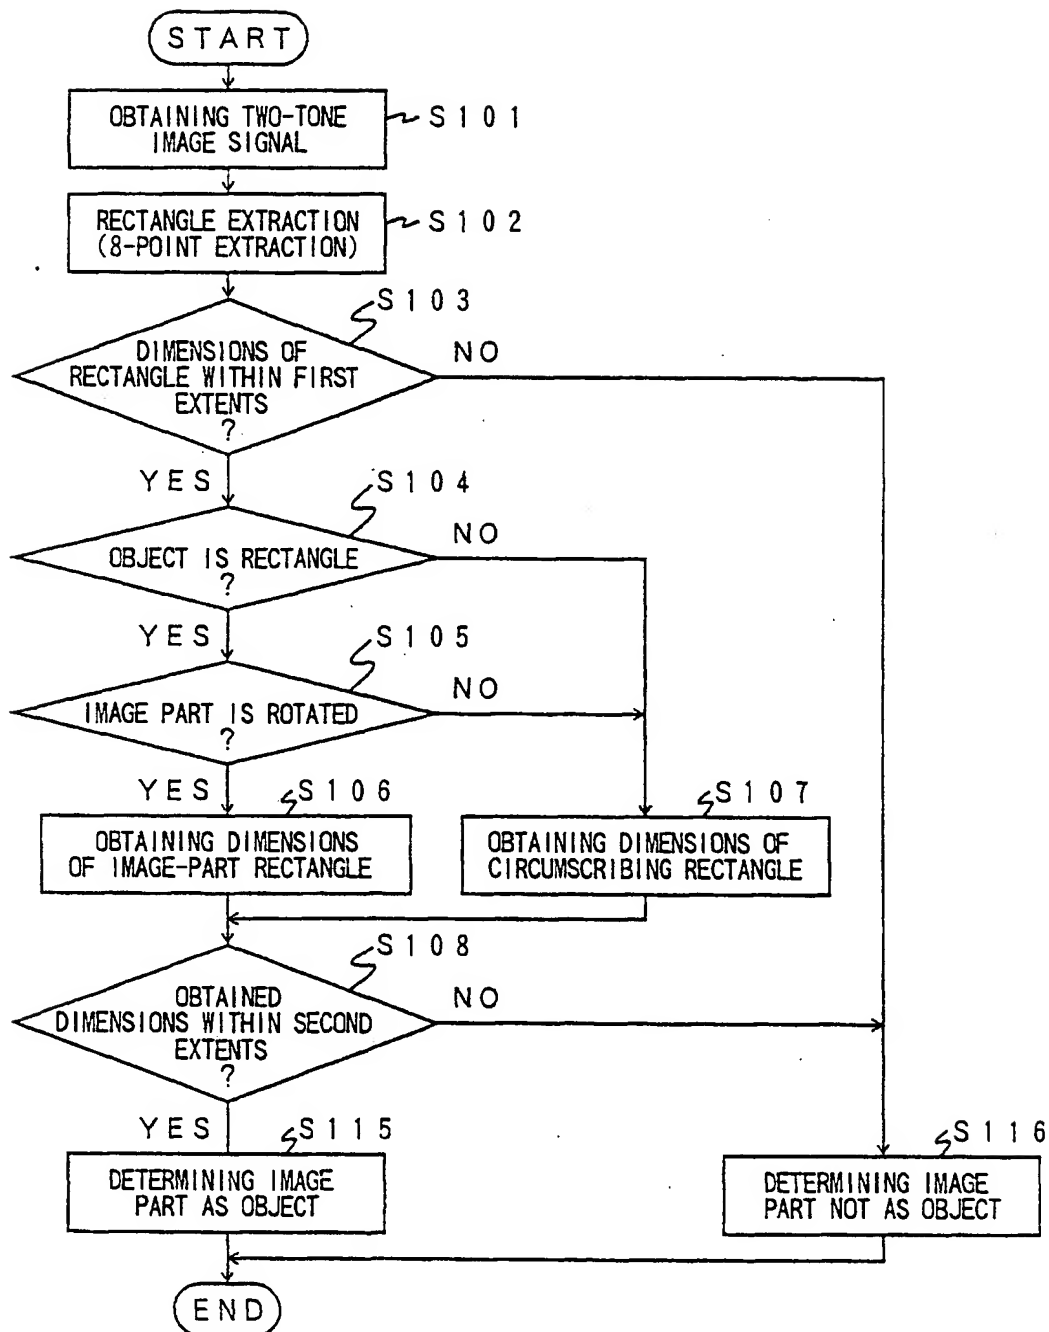 START
OBTAINING TWO-TONE
IMAGE SIGNAL
S101
RECTANGLE EXTRACTION
(8-POINT EXTRACTION)
S102
S103
DIMENSIONS OF
RECTANGLE WITHIN FIRST
EXTENTS
?
NO
YES
S104
OBJECT IS RECTANGLE
?
NO
YES
S105
IMAGE PART IS ROTATED
?
NO
YES
S106
OBTAINING DIMENSIONS
OF IMAGE-PART RECTANGLE
S107
OBTAINING DIMENSIONS OF
CIRCUMSCRIBING RECTANGLE
S108
OBTAINED
DIMENSIONS WITHIN SECOND
EXTENTS
?
NO
YES
S115
DETERMINING IMAGE
PART AS OBJECT
S116
DETERMINING IMAGE
PART NOT AS OBJECT
END